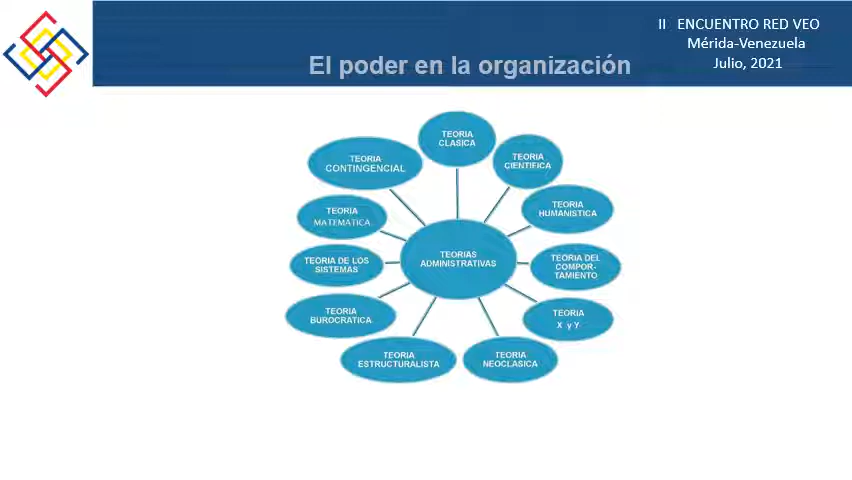 II ENCUENTRO RED VEO
Mérida-Venezuela
Julio, 2021
El poder en la organización
TEORIA
CLASICA
TEORIA
CIENTIFICA
TEORIA
HUMANISTICA
TEORIA DEL
COMPOR-
TAMIENTO
TEORIA
X y Y
TEORIA
NEOCLASICA
TEORIA
ESTRUCTURALISTA
TEORIA
BUROCRATICA
TEORIA DE LOS
SISTEMAS
TEORIA
MATEMATICA
TEORIA
CONTINGENCIAL
TEORIAS
ADMINISTRATIVAS